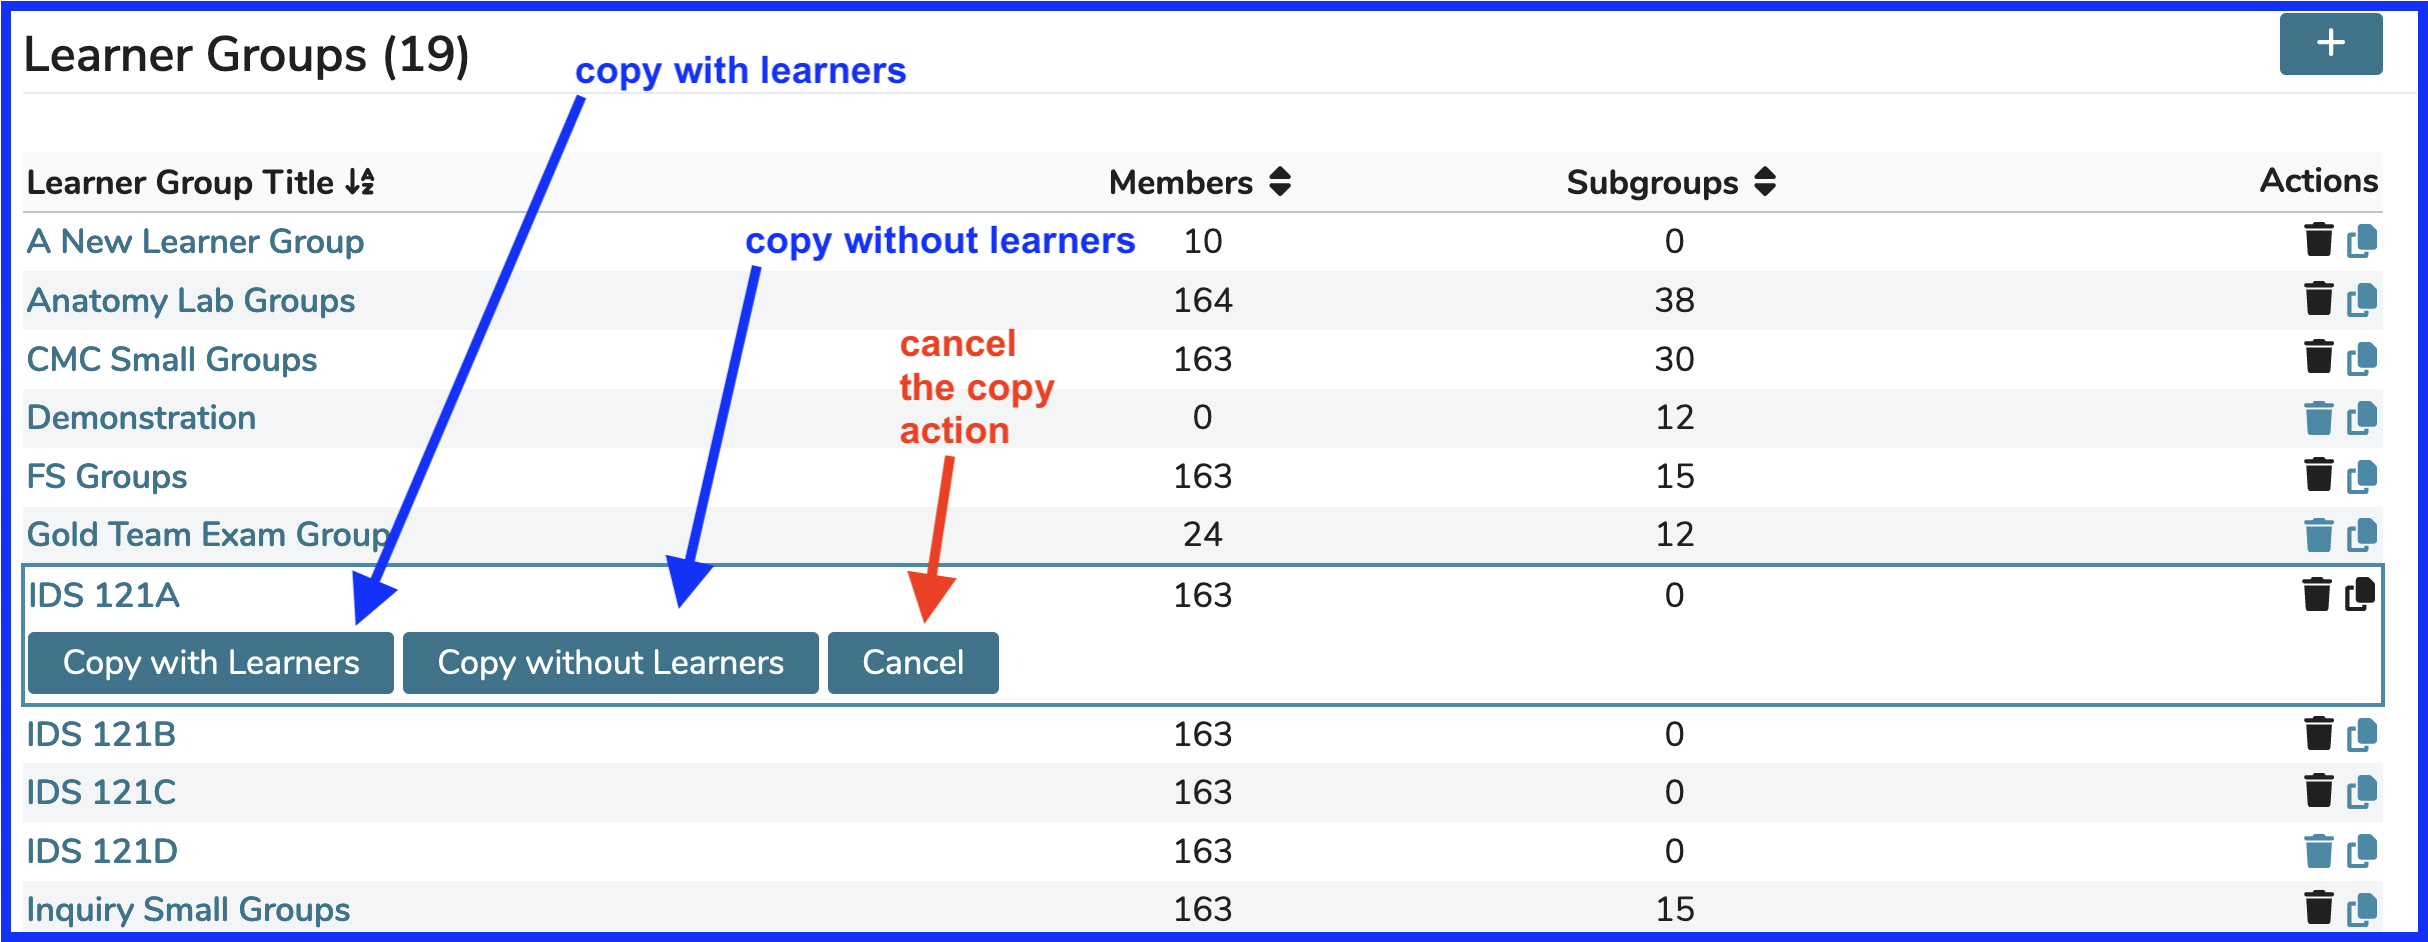 Learner Groups (19)
+
copy with learners
Learner Group Title Members Subgroups Actions
A New Learner Group 10 0
copy without learners
Anatomy Lab Groups 164 38
CMC Small Groups 163 30
cancel
the copy
action
Demonstration 0 12
FS Groups 163 15
Gold Team Exam Group 24 12
IDS 121A 163 0
Copy with Learners Copy without Learners Cancel
IDS 121B 163 0
IDS 121C 163 0
IDS 121D 163 0
Inquiry Small Groups 163 15